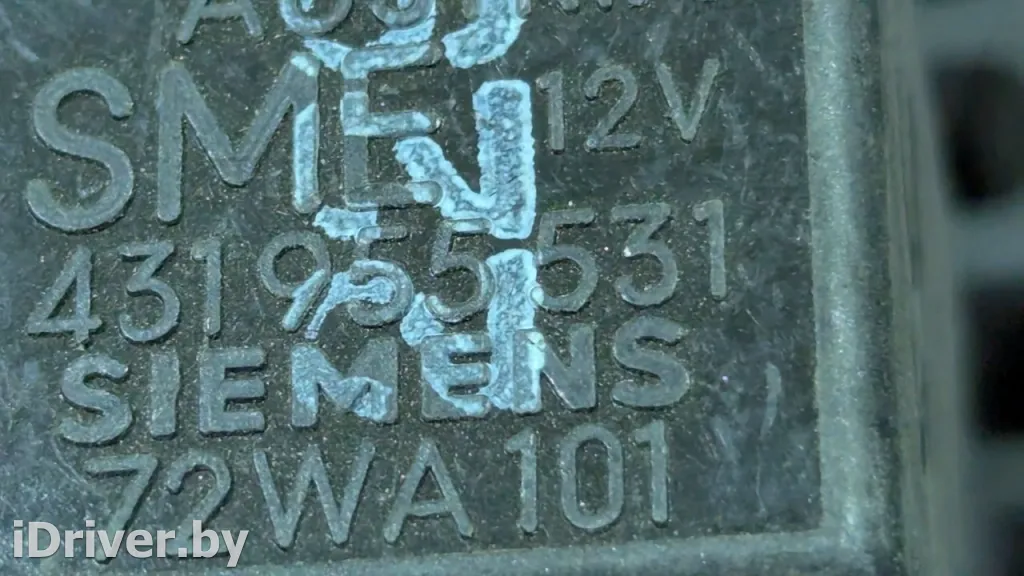 SME 12V
431955531
SIEMENS
72WA101
iDriver.by